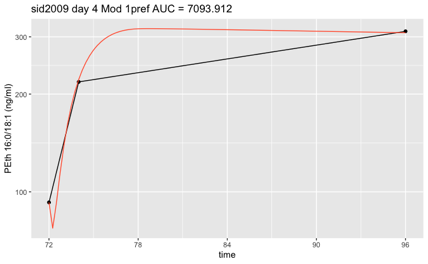 sid2009 day 4 Mod 1pref AUC = 7093.912
PEth 16:0/18:1 (ng/ml)
300
200
100
72
78
84
90
96
time